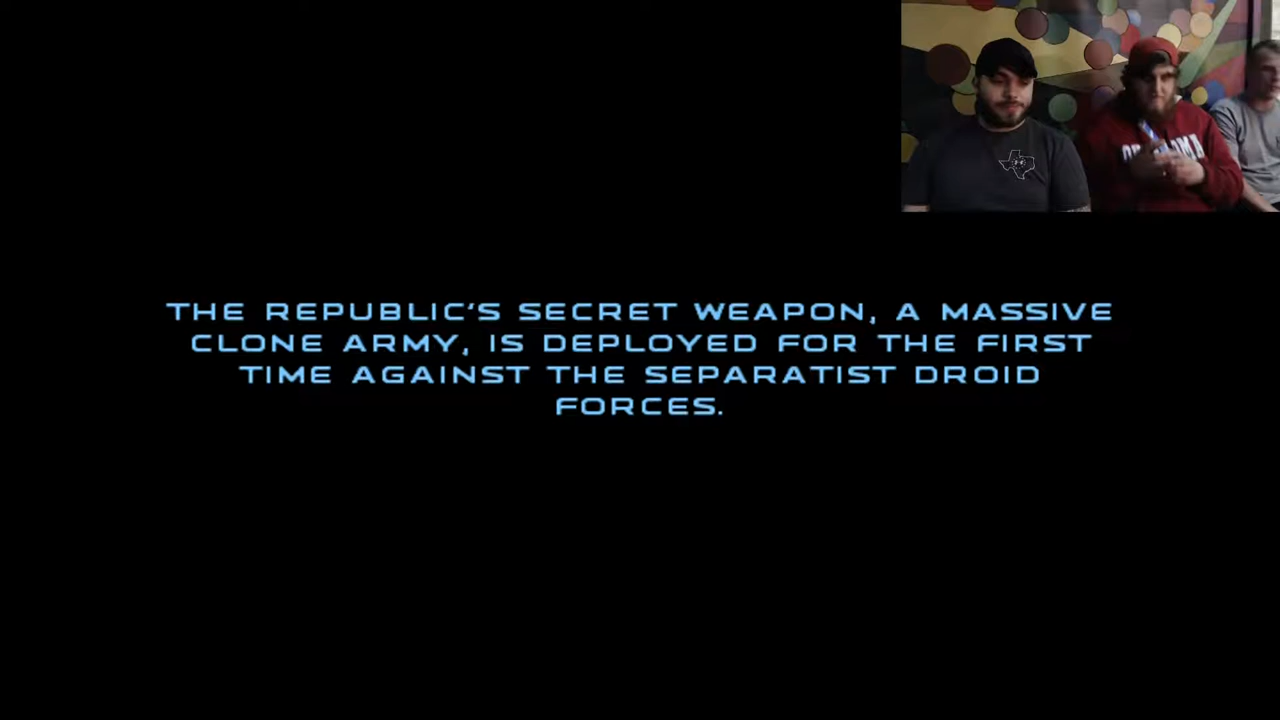 THE REPUBLIC'S SECRET WEAPON, A MASSIVE
CLONE ARMY, IS DEPLOYED FOR THE FIRST
TIME AGAINST THE SEPARATIST DROID
FORCES.